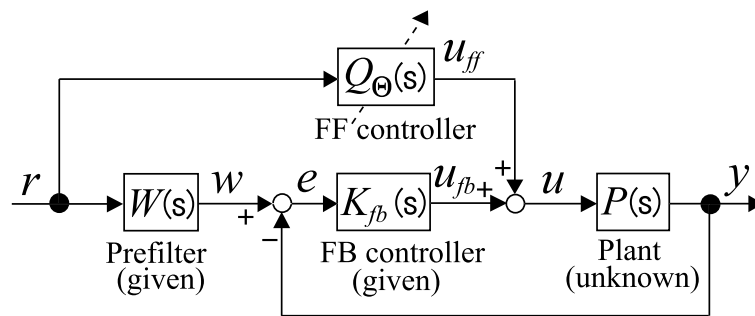 Q_Θ(s)
u_ff
FF controller
r
W(s)
w
+
−
e
K_fb(s)
u_fb
+
+
u
P(s)
y
Prefilter
(given)
FB controller
(given)
Plant
(unknown)